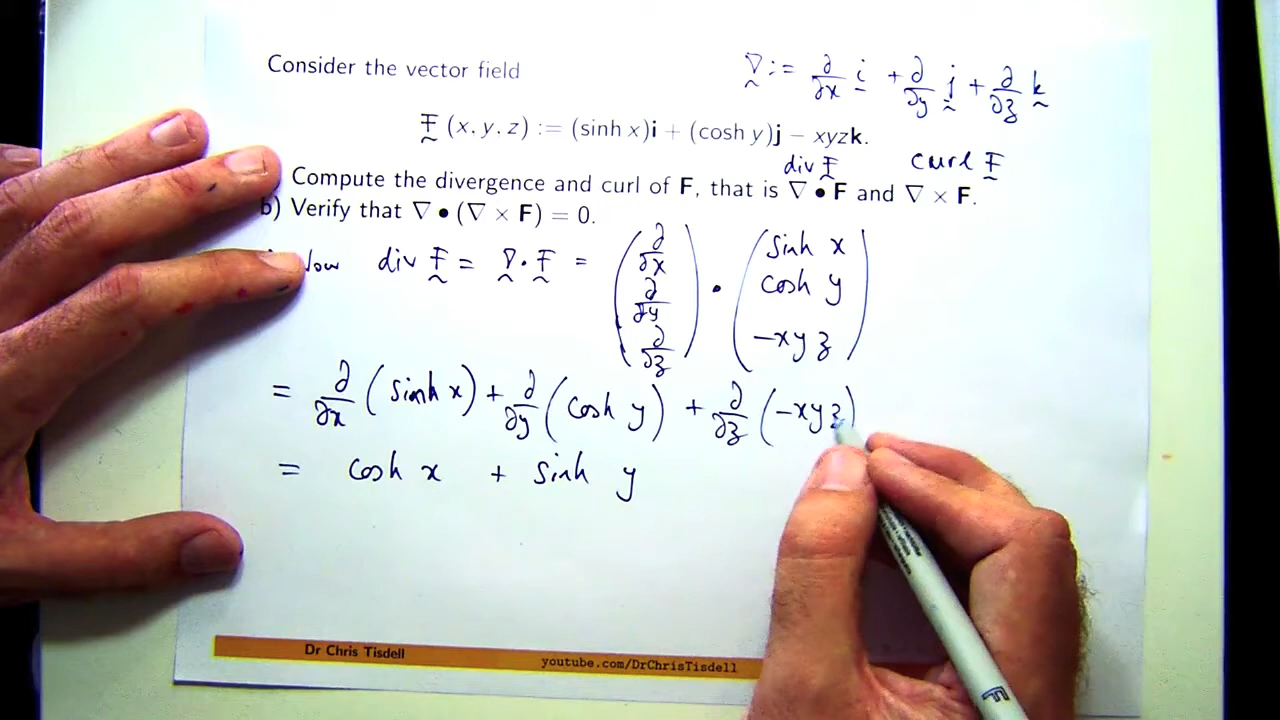 Consider the vector field
∇ := ∂/∂x i + ∂/∂y j + ∂/∂z k
F (x, y, z) := (sinh x)i + (cosh y)j − xyzk.
div F curl F
Compute the divergence and curl of F, that is ∇ • F and ∇ × F.
b) Verify that ∇ • (∇ × F) = 0.
Now div F = ∇ · F = (∂/∂x ∂/∂y ∂/∂z) · (sinh x cosh y −xyz)
= ∂/∂x (sinh x) + ∂/∂y (cosh y) + ∂/∂z (−xyz)
= cosh x + sinh y
Dr Chris Tisdell youtube.com/DrChrisTisdell
F